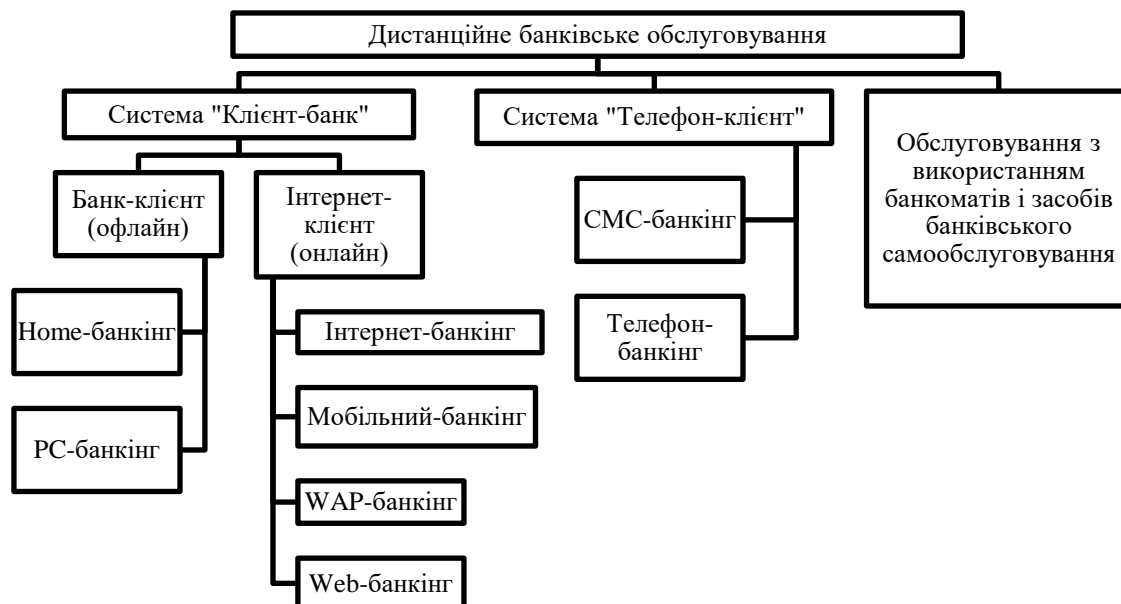 Дистанційне банківське обслуговування
Система "Клієнт-банк"
Банк-клієнт
(офлайн)
Home-банкінг
PC-банкінг
Інтернет-
клієнт
(онлайн)
Інтернет-банкінг
Мобільний-банкінг
WAP-банкінг
Web-банкінг
Система "Телефон-клієнт"
СМС-банкінг
Телефон-
банкінг
Обслуговування з
використанням
банкоматів і засобів
банківського
самообслуговування